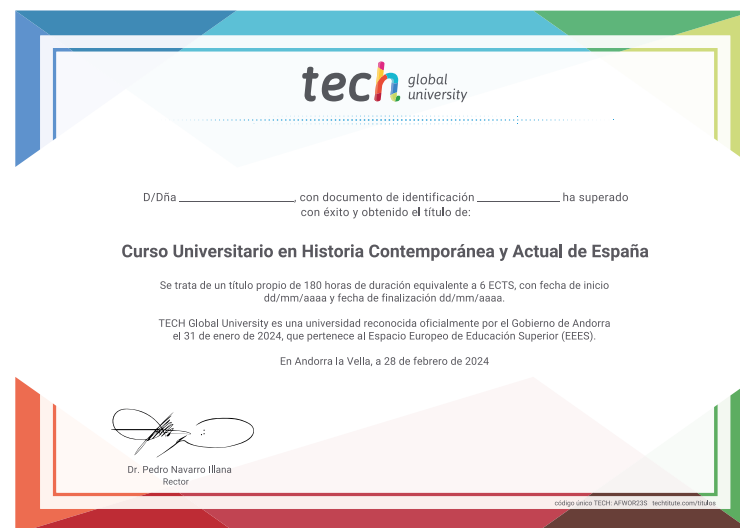 tech global university
D/Dña ____________, con documento de identificación ____________ ha superado
con éxito y obtenido el título de:
Curso Universitario en Historia Contemporánea y Actual de España
Se trata de un título propio de 180 horas de duración equivalente a 6 ECTS, con fecha de inicio
dd/mm/aaaa y fecha de finalización dd/mm/aaaa.
TECH Global University es una universidad reconocida oficialmente por el Gobierno de Andorra
el 31 de enero de 2024, que pertenece al Espacio Europeo de Educación Superior (EEES).
En Andorra la Vella, a 28 de febrero de 2024
Dr. Pedro Navarro Illana
Rector
código único TECH: AFWOR23S techtitute.com/titulos